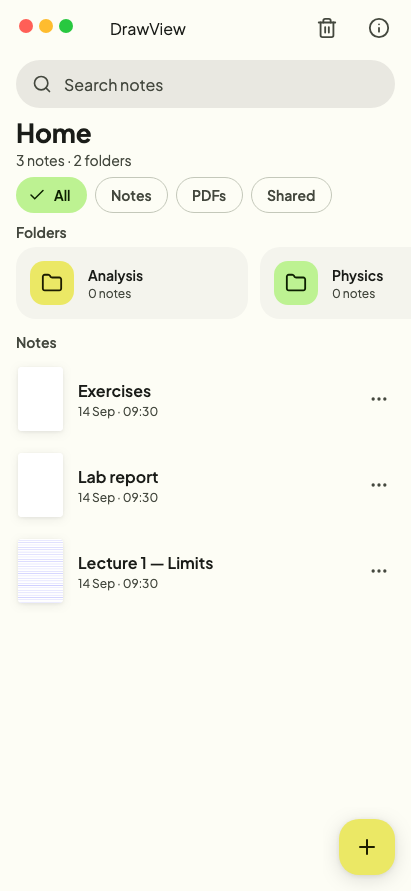 DrawView
Search notes
Home
3 notes · 2 folders
All
Notes
PDFs
Shared
Folders
Analysis
0 notes
Physics
0 notes
Notes
Exercises
14 Sep · 09:30
Lab report
14 Sep · 09:30
Lecture 1 — Limits
14 Sep · 09:30